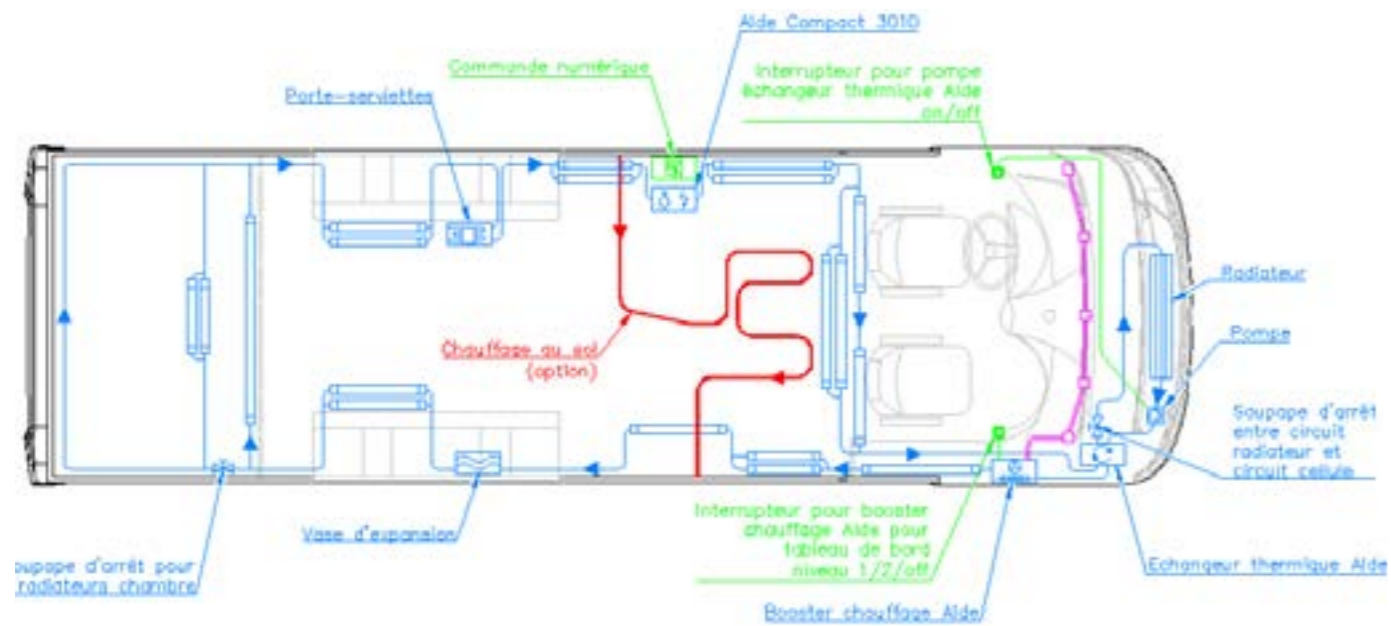 Alde Compact 3010
Commande numérique
Interrupteur pour pompe
échangeur thermique Alde
on/off
Porte-serviettes
Radiateur
Pompe
Chauffage au sol
(option)
Soupape d'arrêt
entre circuit
radiateur et
circuit cellule
Interrupteur pour booster
chauffage Alde pour
tableau de bord
niveau 1/2/off
Vase d'expansion
oupape d'arrêt pour
radiateurs chambre
Echangeur thermique Alde
Booster chauffage Alde